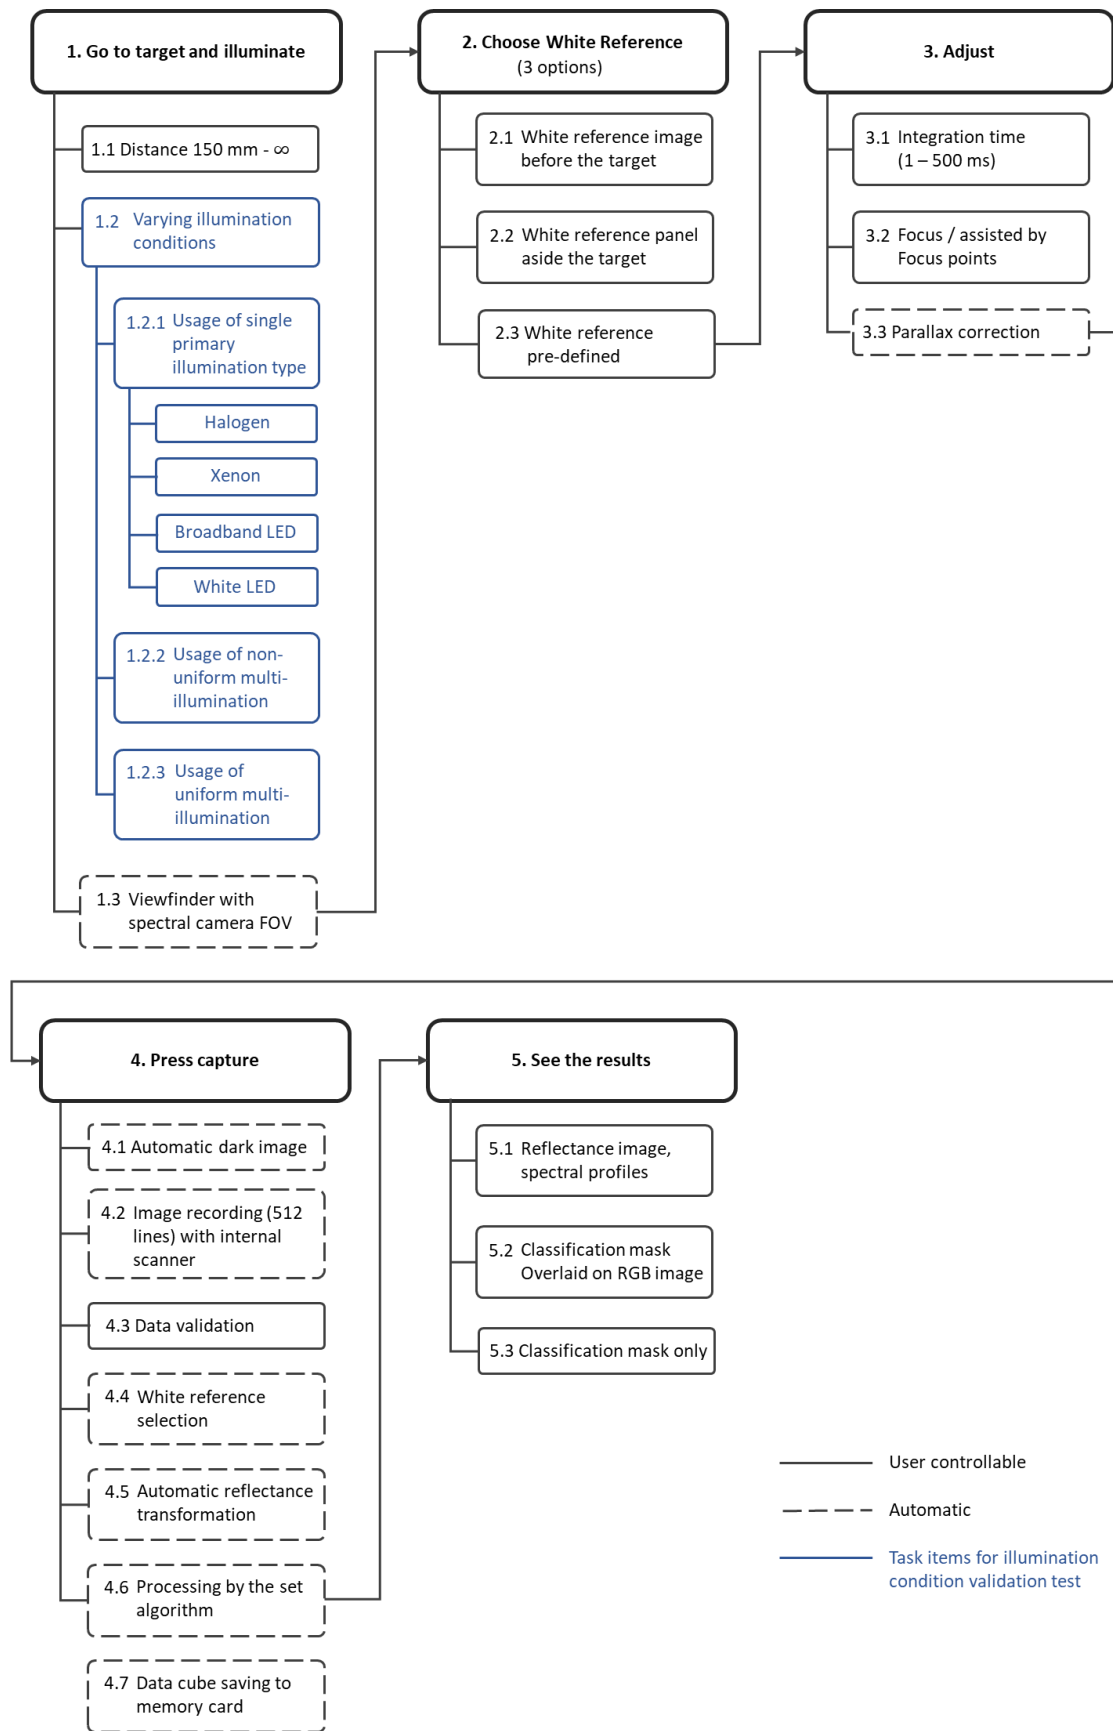 1. Go to target and illuminate
1.1 Distance 150 mm - ∞
1.2 Varying illumination
conditions
1.2.1 Usage of single
primary
illumination type
Halogen
Xenon
Broadband LED
White LED
1.2.2 Usage of non-
uniform multi-
illumination
1.2.3 Usage of
uniform multi-
illumination
1.3 Viewfinder with
spectral camera FOV
2. Choose White Reference
(3 options)
2.1 White reference image
before the target
2.2 White reference panel
aside the target
2.3 White reference
pre-defined
3. Adjust
3.1 Integration time
(1 – 500 ms)
3.2 Focus / assisted by
Focus points
3.3 Parallax correction
4. Press capture
4.1 Automatic dark image
4.2 Image recording (512
lines) with internal
scanner
4.3 Data validation
4.4 White reference
selection
4.5 Automatic reflectance
transformation
4.6 Processing by the set
algorithm
4.7 Data cube saving to
memory card
5. See the results
5.1 Reflectance image,
spectral profiles
5.2 Classification mask
Overlaid on RGB image
5.3 Classification mask only
User controllable
Automatic
Task items for illumination
condition validation test